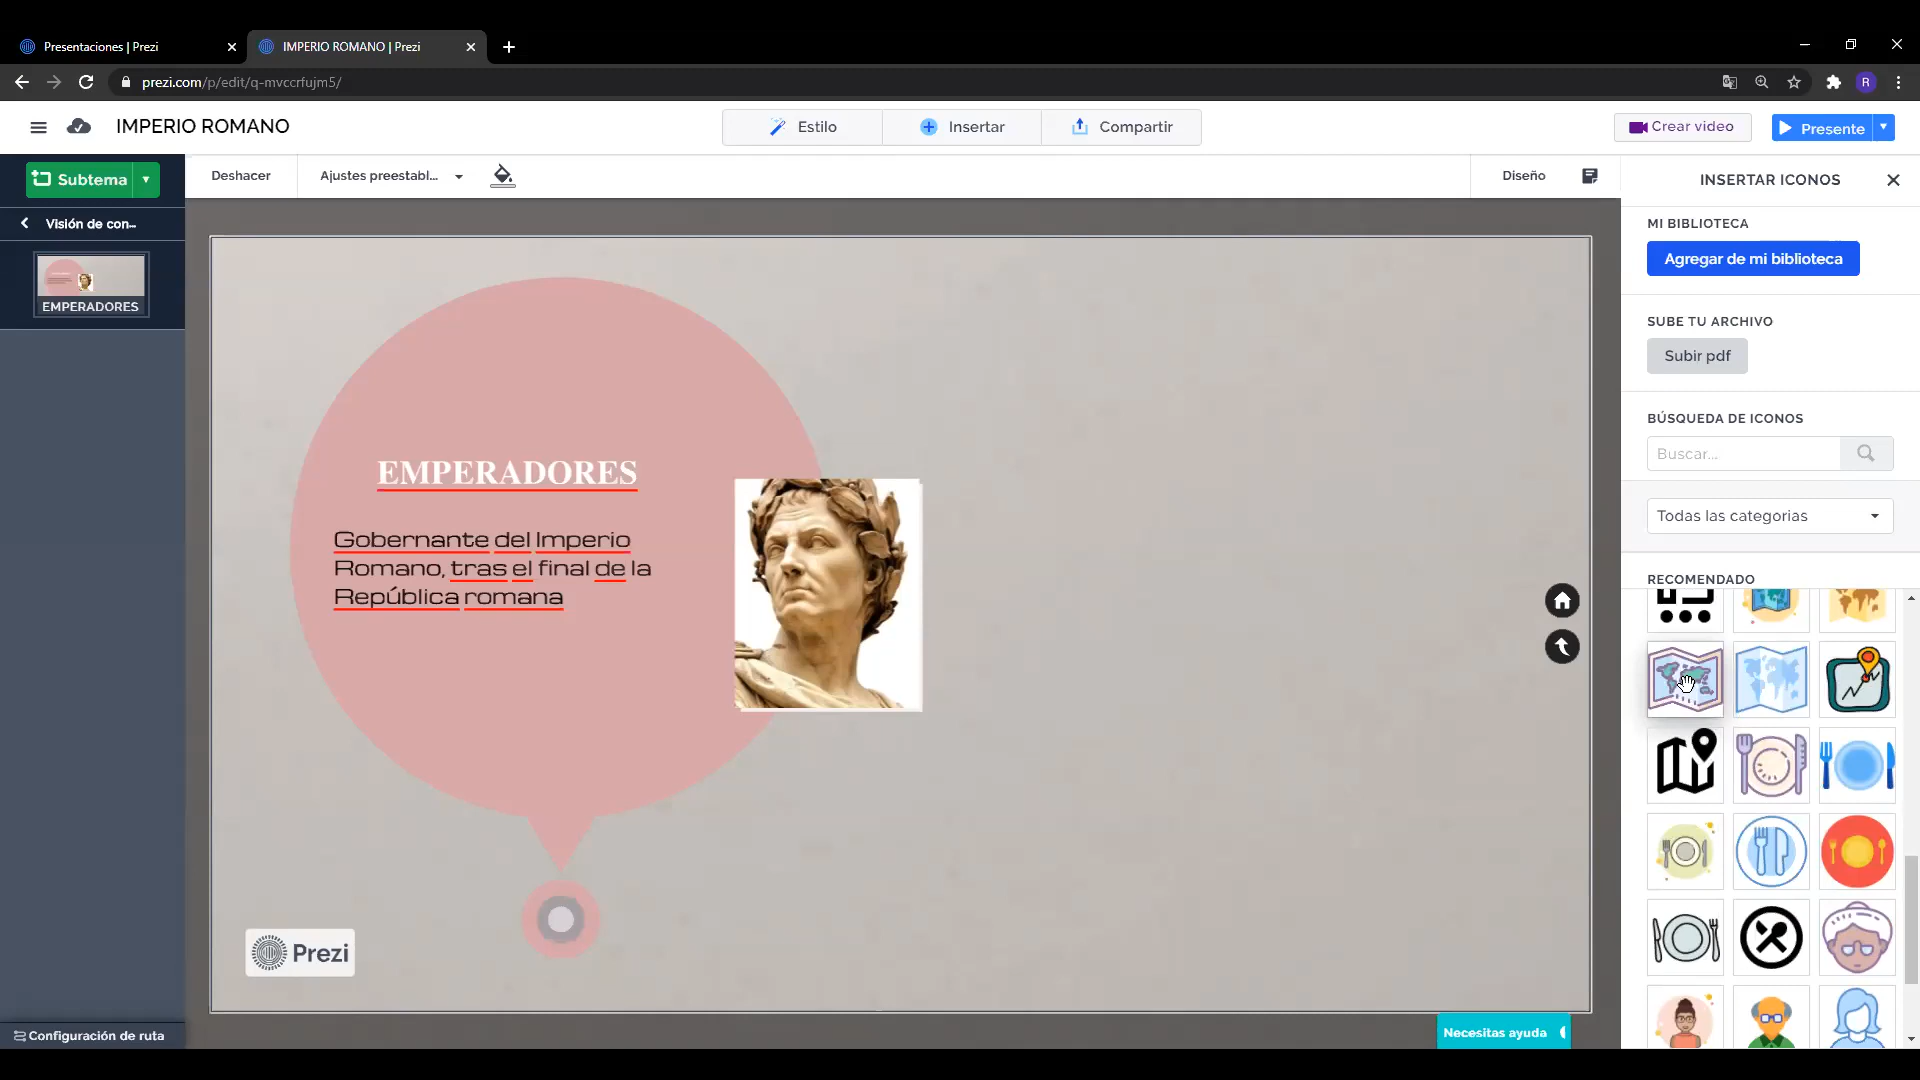 Presentaciones | Prezi
IMPERIO ROMANO | Prezi
prezi.com/p/edit/q-mvccrfujm5/
R
IMPERIO ROMANO
Estilo
Insertar
Compartir
Crear video
Presente
Subtema
Deshacer
Ajustes preestabl...
Diseño
INSERTAR ICONOS
Visión de con...
EMPERADORES
MI BIBLIOTECA
Agregar de mi biblioteca
SUBE TU ARCHIVO
Subir pdf
BÚSQUEDA DE ICONOS
Buscar...
Todas las categorias
RECOMENDADO
EMPERADORES
Gobernante del Imperio
Romano, tras el final de la
República romana
Prezi
Configuración de ruta
Necesitas ayuda